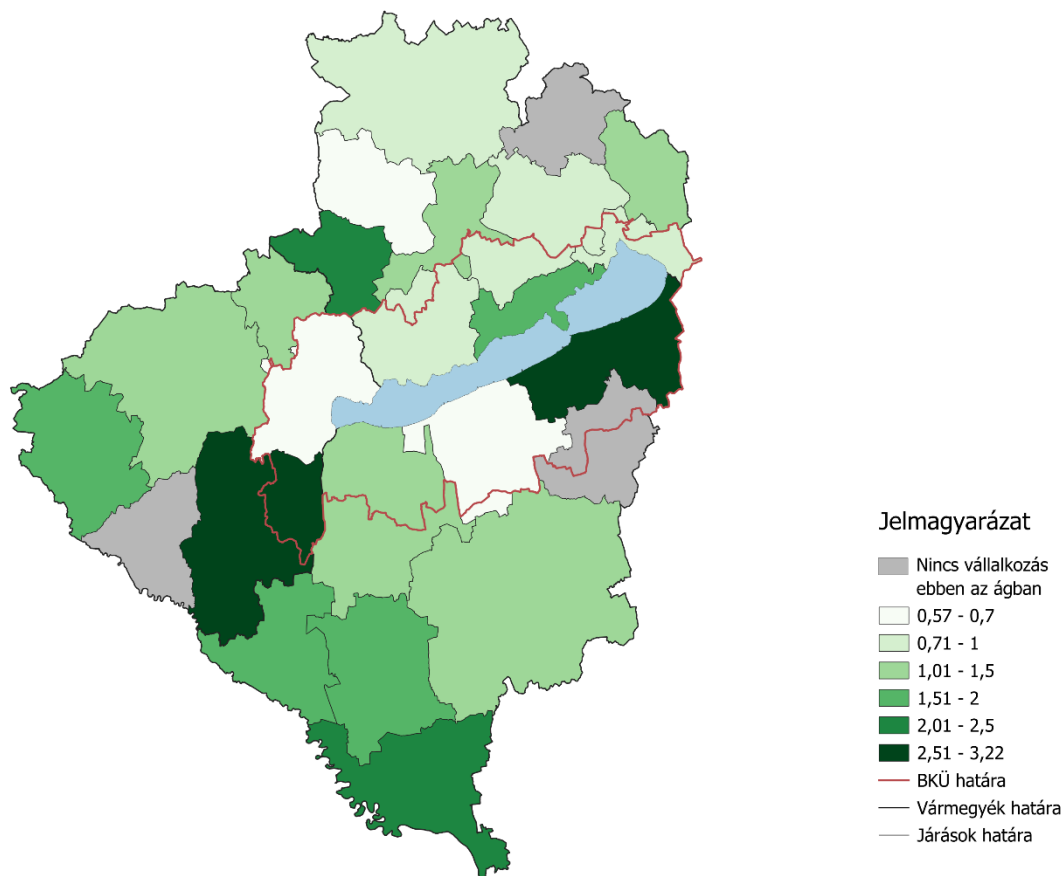 Jelmagyarázat
Nincs vállalkozás
ebben az ágban
0,57 - 0,7
0,71 - 1
1,01 - 1,5
1,51 - 2
2,01 - 2,5
2,51 - 3,22
BKÜ határa
Vármegyék határa
Járások határa